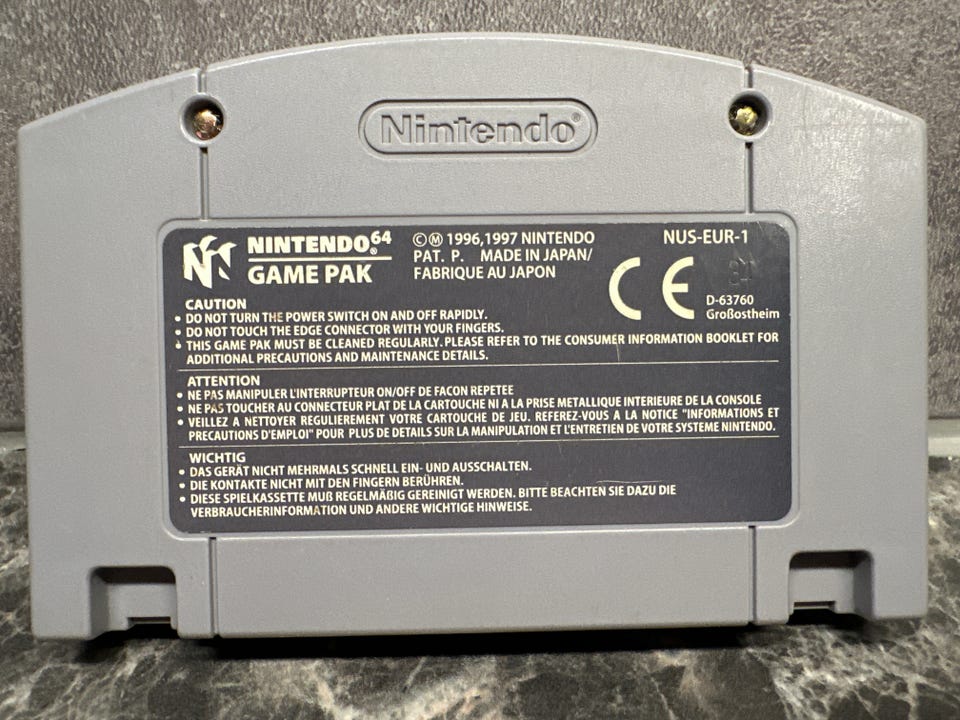 Nintendo®
NINTENDO64®
GAME PAK
©Ⓜ 1996,1997 NINTENDO
PAT. P. MADE IN JAPAN/
FABRIQUE AU JAPON
NUS-EUR-1
CE
D-63760
Großostheim
CAUTION
• DO NOT TURN THE POWER SWITCH ON AND OFF RAPIDLY.
• DO NOT TOUCH THE EDGE CONNECTOR WITH YOUR FINGERS.
• THIS GAME PAK MUST BE CLEANED REGULARLY. PLEASE REFER TO THE CONSUMER INFORMATION BOOKLET FOR
ADDITIONAL PRECAUTIONS AND MAINTENANCE DETAILS.
ATTENTION
• NE PAS MANIPULER L'INTERRUPTEUR ON/OFF DE FACON REPETEE
• NE PAS TOUCHER AU CONNECTEUR PLAT DE LA CARTOUCHE NI A LA PRISE METALLIQUE INTERIEURE DE LA CONSOLE
• VEILLEZ A NETTOYER REGULIEREMENT VOTRE CARTOUCHE DE JEU. REFEREZ-VOUS A LA NOTICE "INFORMATIONS ET
PRECAUTIONS D'EMPLOI" POUR PLUS DE DETAILS SUR LA MANIPULATION ET L'ENTRETIEN DE VOTRE SYSTEME NINTENDO.
WICHTIG
• DAS GERÄT NICHT MEHRMALS SCHNELL EIN- UND AUSSCHALTEN.
• DIE KONTAKTE NICHT MIT DEN FINGERN BERÜHREN.
• DIESE SPIELKASSETTE MUß REGELMÄßIG GEREINIGT WERDEN. BITTE BEACHTEN SIE DAZU DIE
VERBRAUCHERINFORMATION UND ANDERE WICHTIGE HINWEISE.